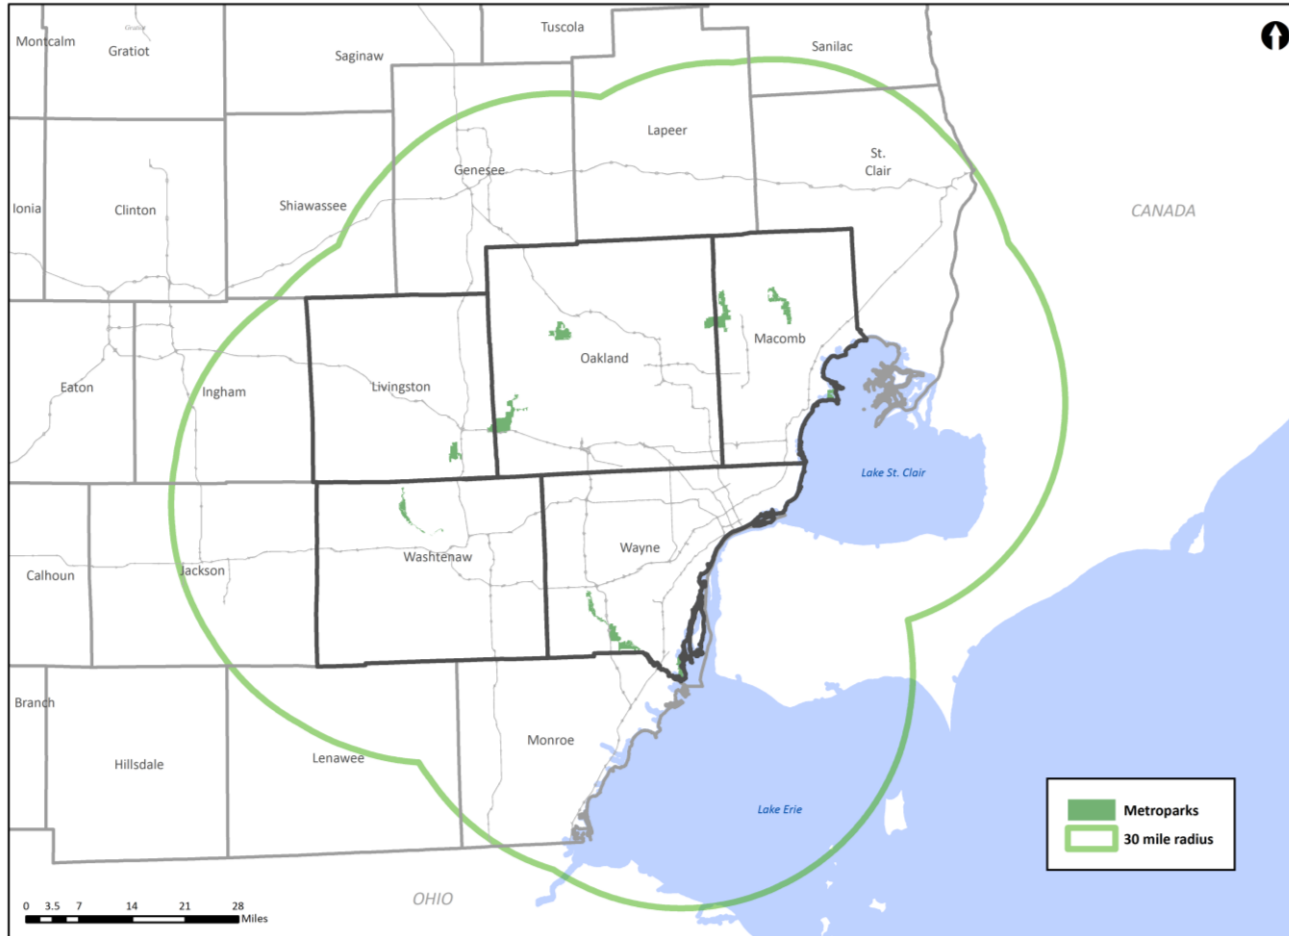 Tuscola
Gratiot
Montcalm
Gratiot
Sanilac
Saginaw
Lapeer
St.
Clair
Genesee
Ionia
Clinton
Shiawassee
CANADA
Macomb
Oakland
Eaton
Ingham
Livingston
Lake St. Clair
Wayne
Washtenaw
Calhoun
Jackson
Branch
Monroe
Hillsdale
Lenawee
Lake Erie
Metroparks
30 mile radius
OHIO
0 3.5 7 14 21 28
Miles